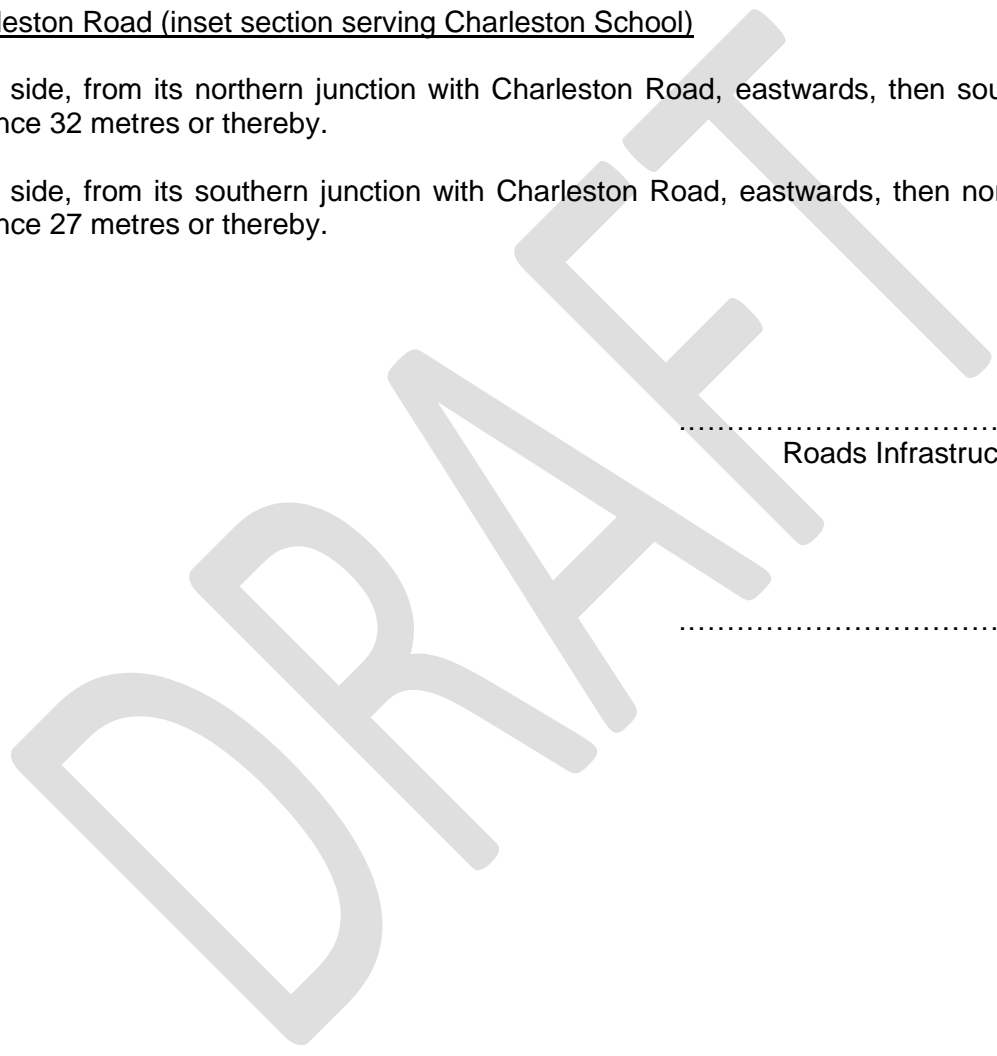 leston Road (inset section serving Charleston School)
side, from its northern junction with Charleston Road, eastwards, then sou
nce 32 metres or thereby.
side, from its southern junction with Charleston Road, eastwards, then nor
nce 27 metres or thereby.
Roads Infrastruc
DRAFT